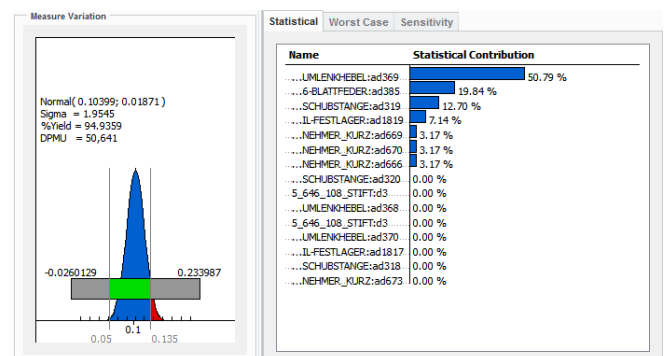 Measure Variation
Normal( 0.10399; 0.01871 )
Sigma = 1.9545
%Yield = 94.9359
DPMU = 50,641
-0.0260129
0.233987
0.1
0.05
0.135
Statistical Worst Case Sensitivity
Name Statistical Contribution
...UMLENKHEBEL:ad369 50.79 %
...6-BLATTFEDER:ad385 19.84 %
...SCHUBSTANGE:ad319 12.70 %
...IL-FESTLAGER:ad1819 7.14 %
...NEHMER_KURZ:ad669 3.17 %
...NEHMER_KURZ:ad670 3.17 %
...NEHMER_KURZ:ad666 3.17 %
...SCHUBSTANGE:ad320 0.00 %
5_646_108_STIFT:d3 0.00 %
...UMLENKHEBEL:ad368 0.00 %
5_646_108_STIFT:d3 0.00 %
...UMLENKHEBEL:ad370 0.00 %
...IL-FESTLAGER:ad1817 0.00 %
...SCHUBSTANGE:ad318 0.00 %
...NEHMER_KURZ:ad673 0.00 %